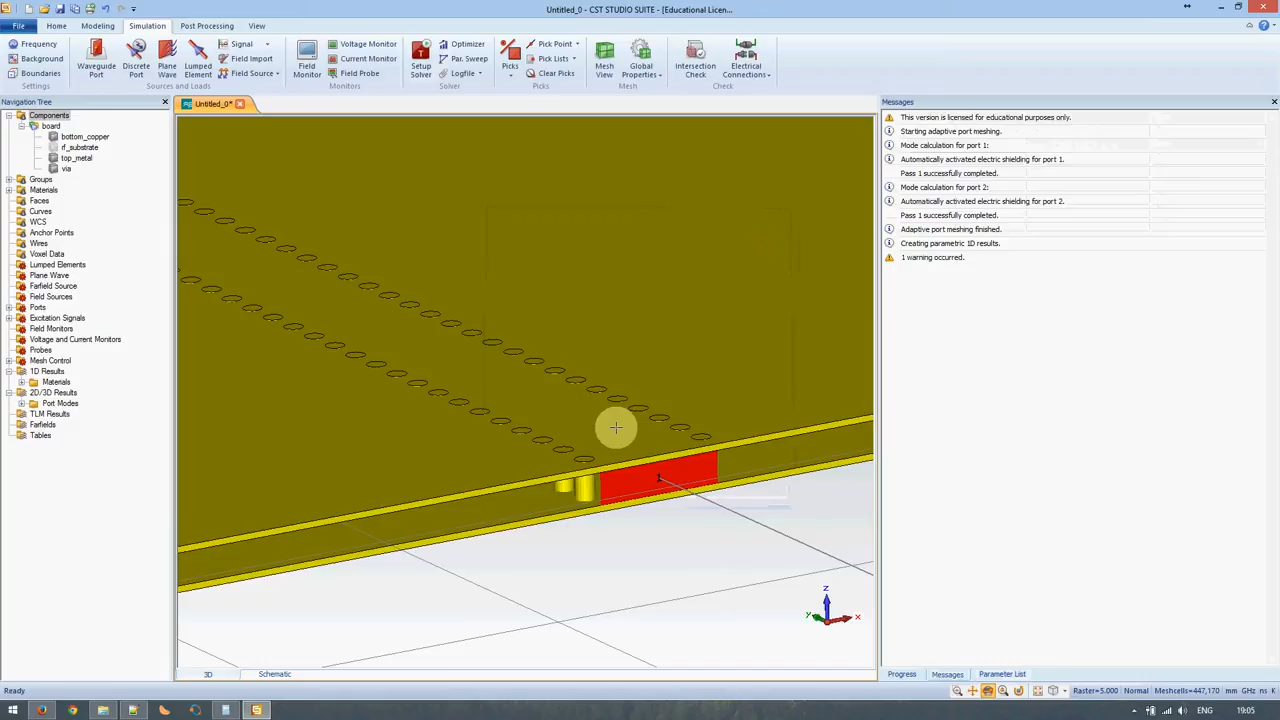 Untitled_0 - CST STUDIO SUITE - [Educational Licen...
File
Home
Modeling
Simulation
Post Processing
View
Frequency
Background
Boundaries
Settings
Waveguide Port
Discrete Port
Plane Wave
Lumped Element
Signal
Field Import
Field Source
Sources and Loads
Field Monitor
Voltage Monitor
Current Monitor
Field Probe
Monitors
Setup Solver
Optimizer
Par. Sweep
Logfile
Solver
Picks
Pick Point
Pick Lists
Clear Picks
Picks
Mesh View
Global Properties
Mesh
Intersection Check
Electrical Connections
Check
Navigation Tree
Untitled_0*
Messages
Components
board
bottom_copper
rf_substrate
top_metal
via
Groups
Materials
Faces
Curves
WCS
Anchor Points
Wires
Voxel Data
Lumped Elements
Plane Wave
Farfield Source
Field Sources
Ports
Excitation Signals
Field Monitors
Voltage and Current Monitors
Probes
Mesh Control
1D Results
Materials
2D/3D Results
Port Modes
TLM Results
Farfields
Tables
This version is licensed for educational purposes only.
Starting adaptive port meshing.
Mode calculation for port 1:
Automatically activated electric shielding for port 1.
Pass 1 successfully completed.
Mode calculation for port 2:
Automatically activated electric shielding for port 2.
Pass 1 successfully completed.
Adaptive port meshing finished.
Creating parametric 1D results.
1 warning occurred.
1
z
y
x
3D
Schematic
Progress
Messages
Parameter List
Ready
Raster=5.000 Normal Meshcells=447,170 mm GHz ns K
ENG
19:05